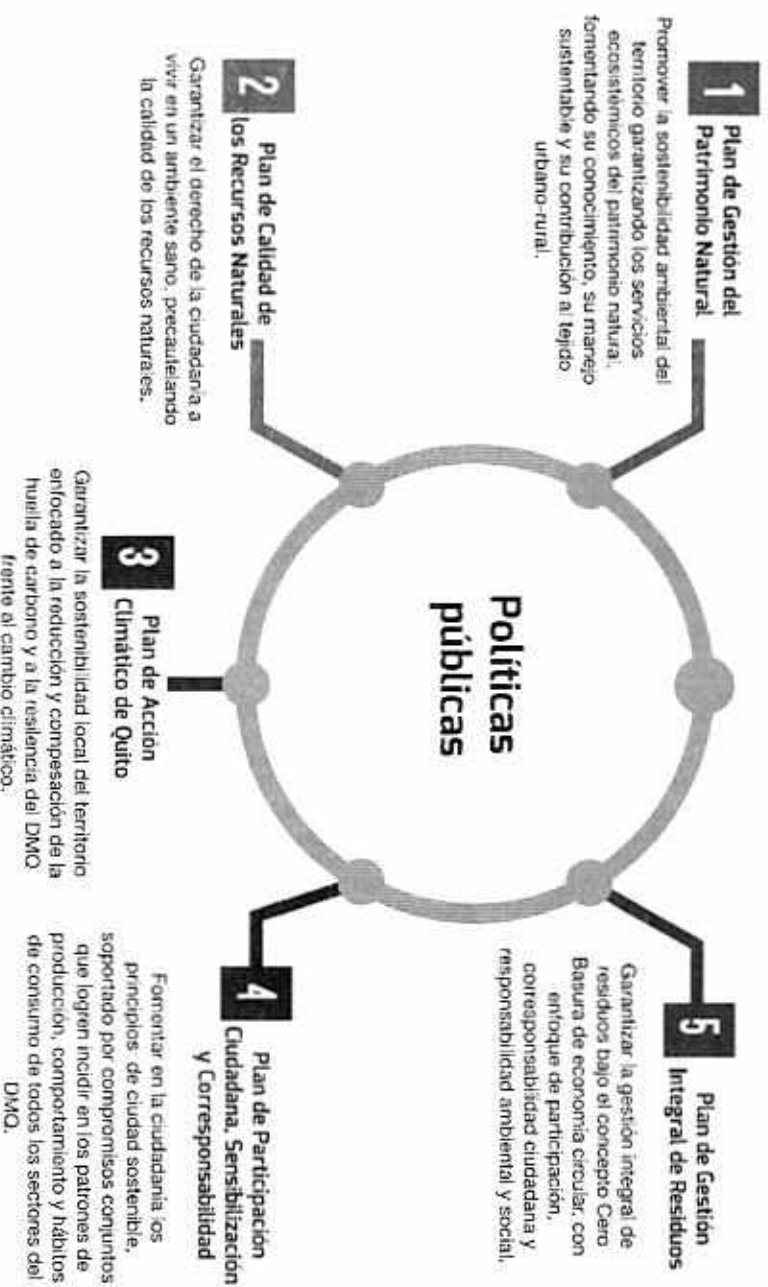 Políticas
públicas
1
Plan de Gestión del
Patrimonio Natural
Promover la sostenibilidad ambiental del
territorio garantizando los servicios
ecosistémicos del patrimonio natural,
fomentando su conocimiento, su manejo
sustentable y su contribución al tejido
urbano-rural.
2
Plan de Calidad de
los Recursos Naturales
Garantizar el derecho de la ciudadanía a
vivir en un ambiente sano, precautelando
la calidad de los recursos naturales.
3
Plan de Acción
Climático de Quito
Garantizar la sostenibilidad local del territorio
enfocado a la reducción y compesación de la
huella de carbono y a la resilencia del DMQ
frente al cambio climático.
4
Plan de Participación
Ciudadana, Sensibilización
y Corresponsabilidad
Fomentar en la ciudadanía los
principios de ciudad sostenible,
soportado por compromisos conjuntos
que logren incidir en los patrones de
producción, comportamiento y hábitos
de consumo de todos los sectores del
DMQ.
5
Plan de Gestión
Integral de Residuos
Garantizar la gestión integral de
residuos bajo el concepto Cero
Basura de economía circular, con
enfoque de participación,
corresponsabilidad ciudadana y
responsabilidad ambiental y social.